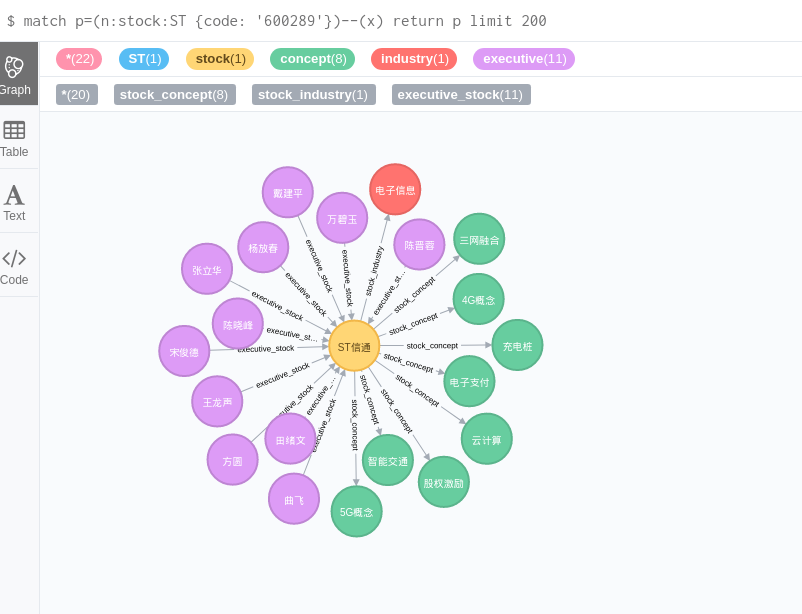 $ match p=(n:stock:ST {code: '600289'})--(x) return p limit 200
*(22) ST(1) stock(1) concept(8) industry(1) executive(11)
*(20) stock_concept(8) stock_industry(1) executive_stock(11)
Graph
Table
Text
Code
戴建平
电子信息
万碧玉
杨放春
陈晋蓉
三网融合
张立华
4G概念
陈晓峰
宋俊德
ST信通
充电桩
电子支付
王龙声
云计算
田绪文
方圆
智能交通
股权激励
曲飞
5G概念
executive_stock
executive_stock
stock_industry
executive_st…
executive_stock
stock_concept
executive_stock
stock_concept
executive_st…
executive_stock
stock_concept
stock_concept
executive_stock
stock_concept
executive_…
stock_concept
stock_concept
stock_concept